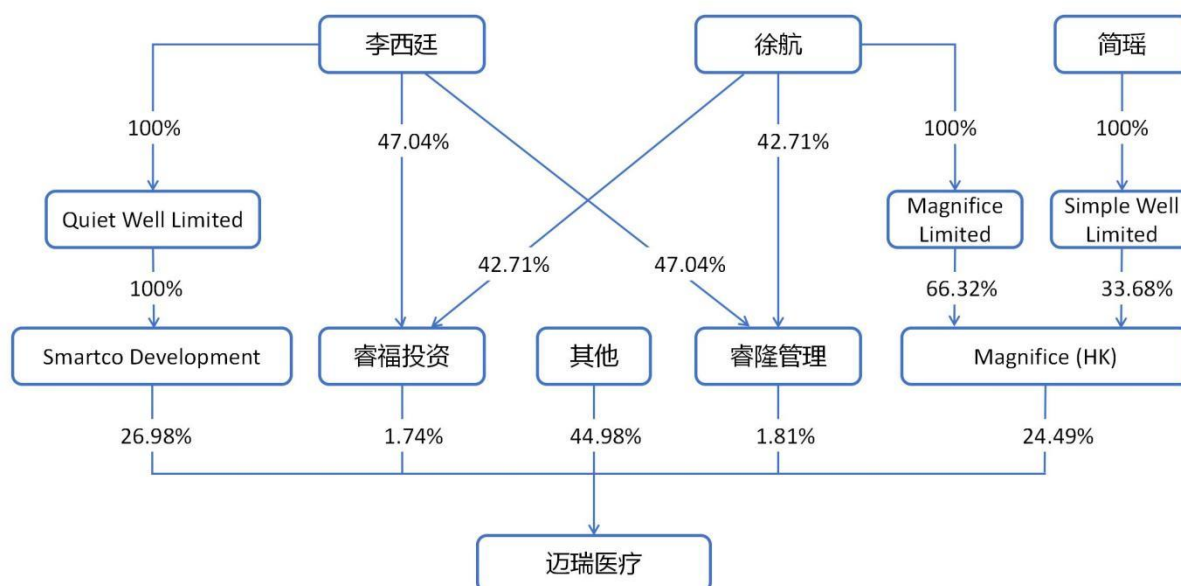 李西廷
徐航
简瑶
100%
47.04%
42.71%
100%
100%
Quiet Well Limited
Magnifice
Limited
Simple Well
Limited
42.71%
47.04%
100%
66.32%
33.68%
Smartco Development
睿福投资
其他
睿隆管理
Magnifice (HK)
26.98%
1.74%
44.98%
1.81%
24.49%
迈瑞医疗